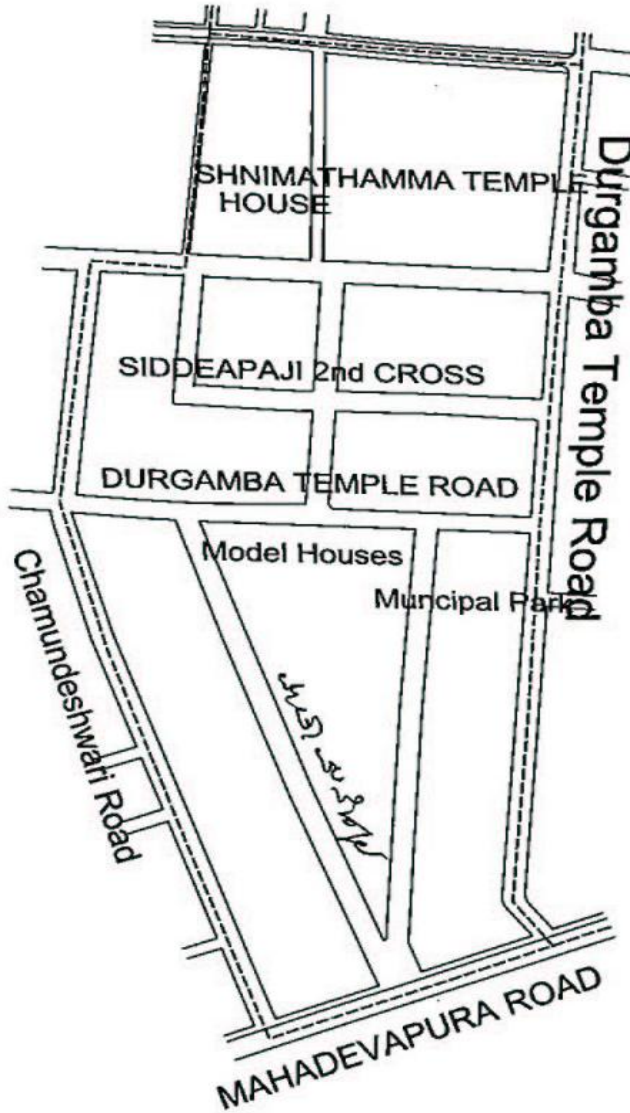 SHNIMATHAMMA TEMPLE
HOUSE
Durgamba Temple Road
SIDDEAPAJI 2nd CROSS
DURGAMBA TEMPLE ROAD
Model Houses
Muncipal Park
Chamundeshwari Road
MAHADEVAPURA ROAD